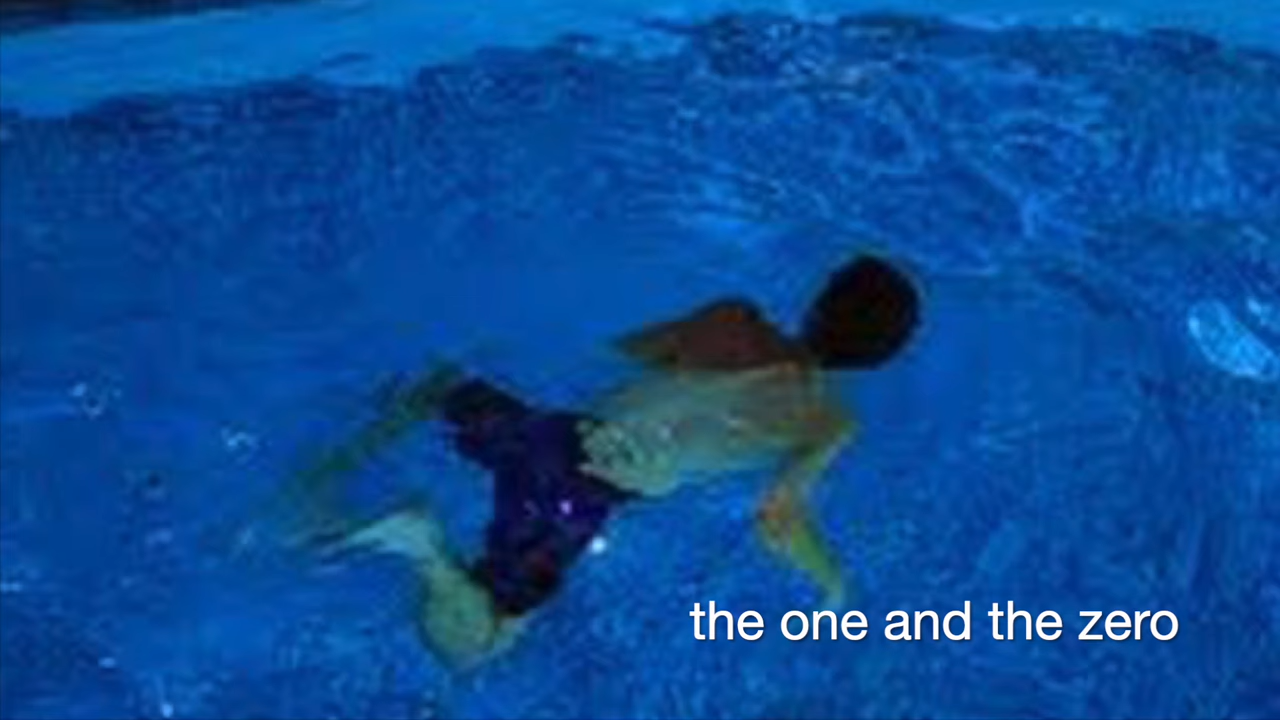 the one and the zero